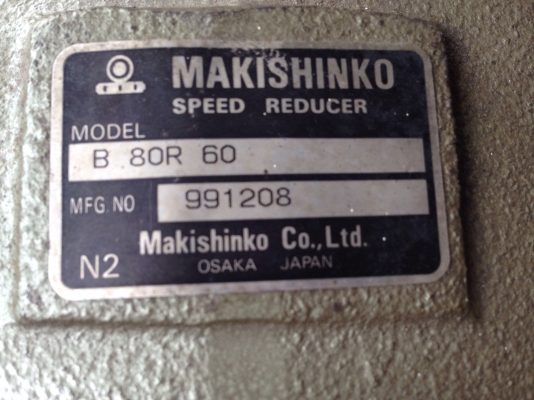 MAKISHINKO
SPEED REDUCER
MODEL
B 80R 60
MFG. NO 991208
Makishinko Co.,Ltd.
N2 OSAKA JAPAN